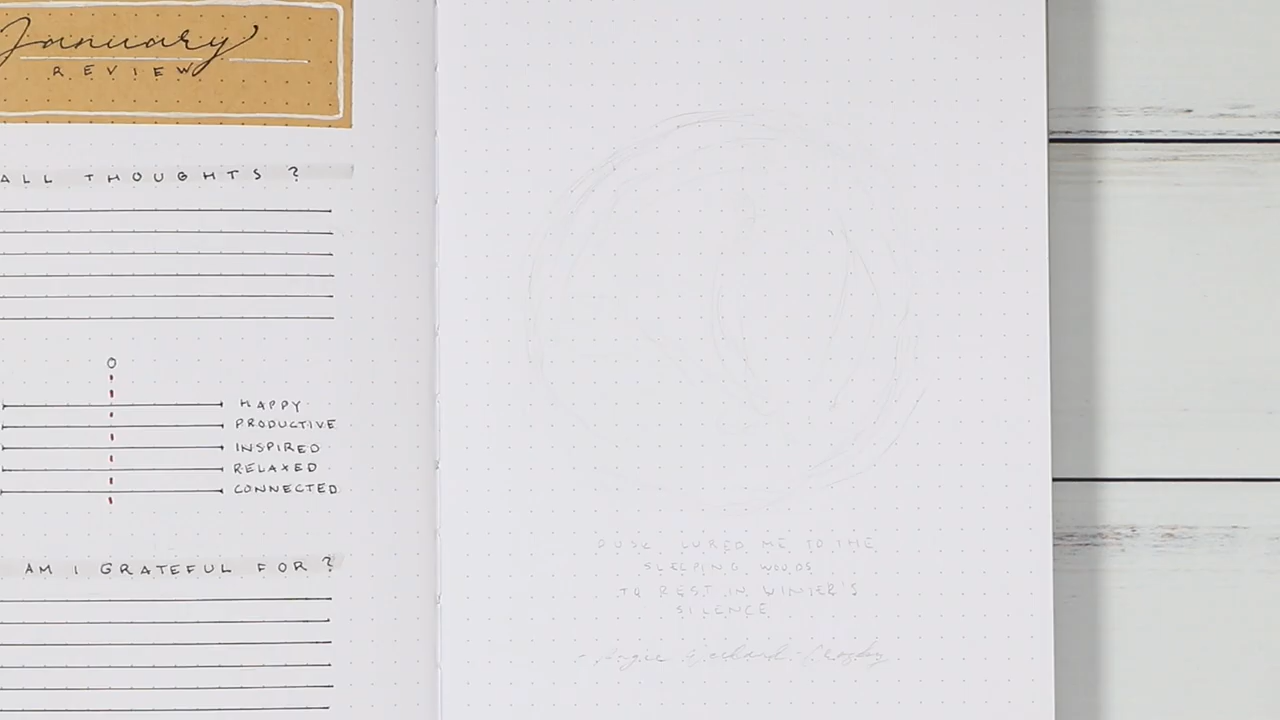 January
REVIEW
ALL THOUGHTS ?
0
HAPPY
PRODUCTIVE
INSPIRED
RELAXED
CONNECTED
AM I GRATEFUL FOR ?
DUSK LURED ME TO THE
SLEEPING WOODS
TO REST IN WINTER'S
SILENCE
- Angie